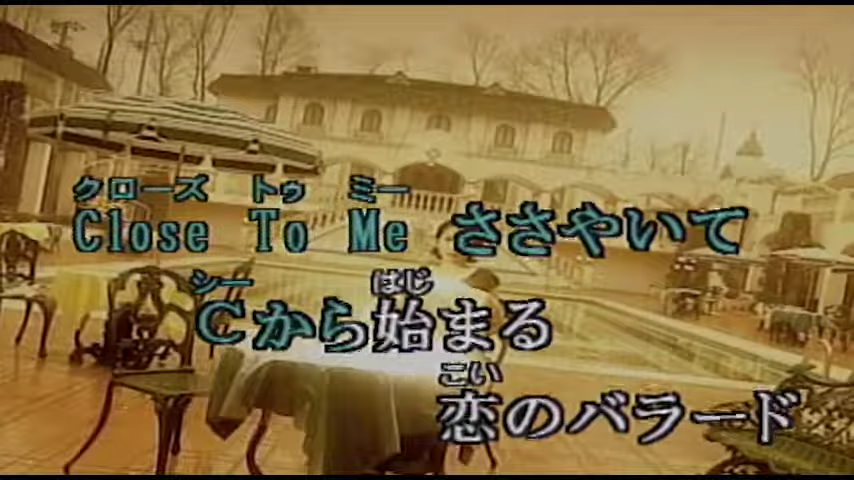 クローズ トゥ ミー
Close To Me ささやいて
シー はじ
Cから始まる
こい
恋のバラード